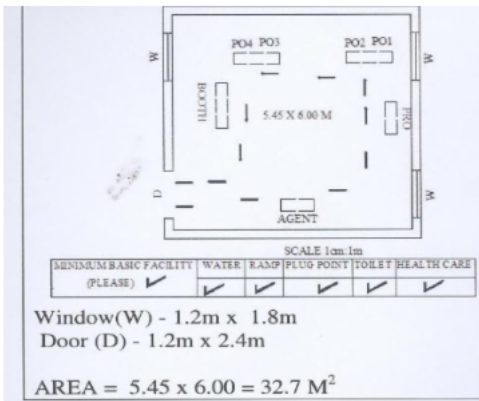 PO4 PO3
PO2 PO1
W
W
BOOTH
5.45 X 6.00 M
PRO
D
W
AGENT
SCALE 1cm:1m
MINIMUM BASIC FACILITY
(PLEASE) ✓
WATER
RAMP
PLUG POINT
TOILET
HEALTH CARE
Window(W) - 1.2m x 1.8m
Door (D) - 1.2m x 2.4m
AREA = 5.45 x 6.00 = 32.7 M²